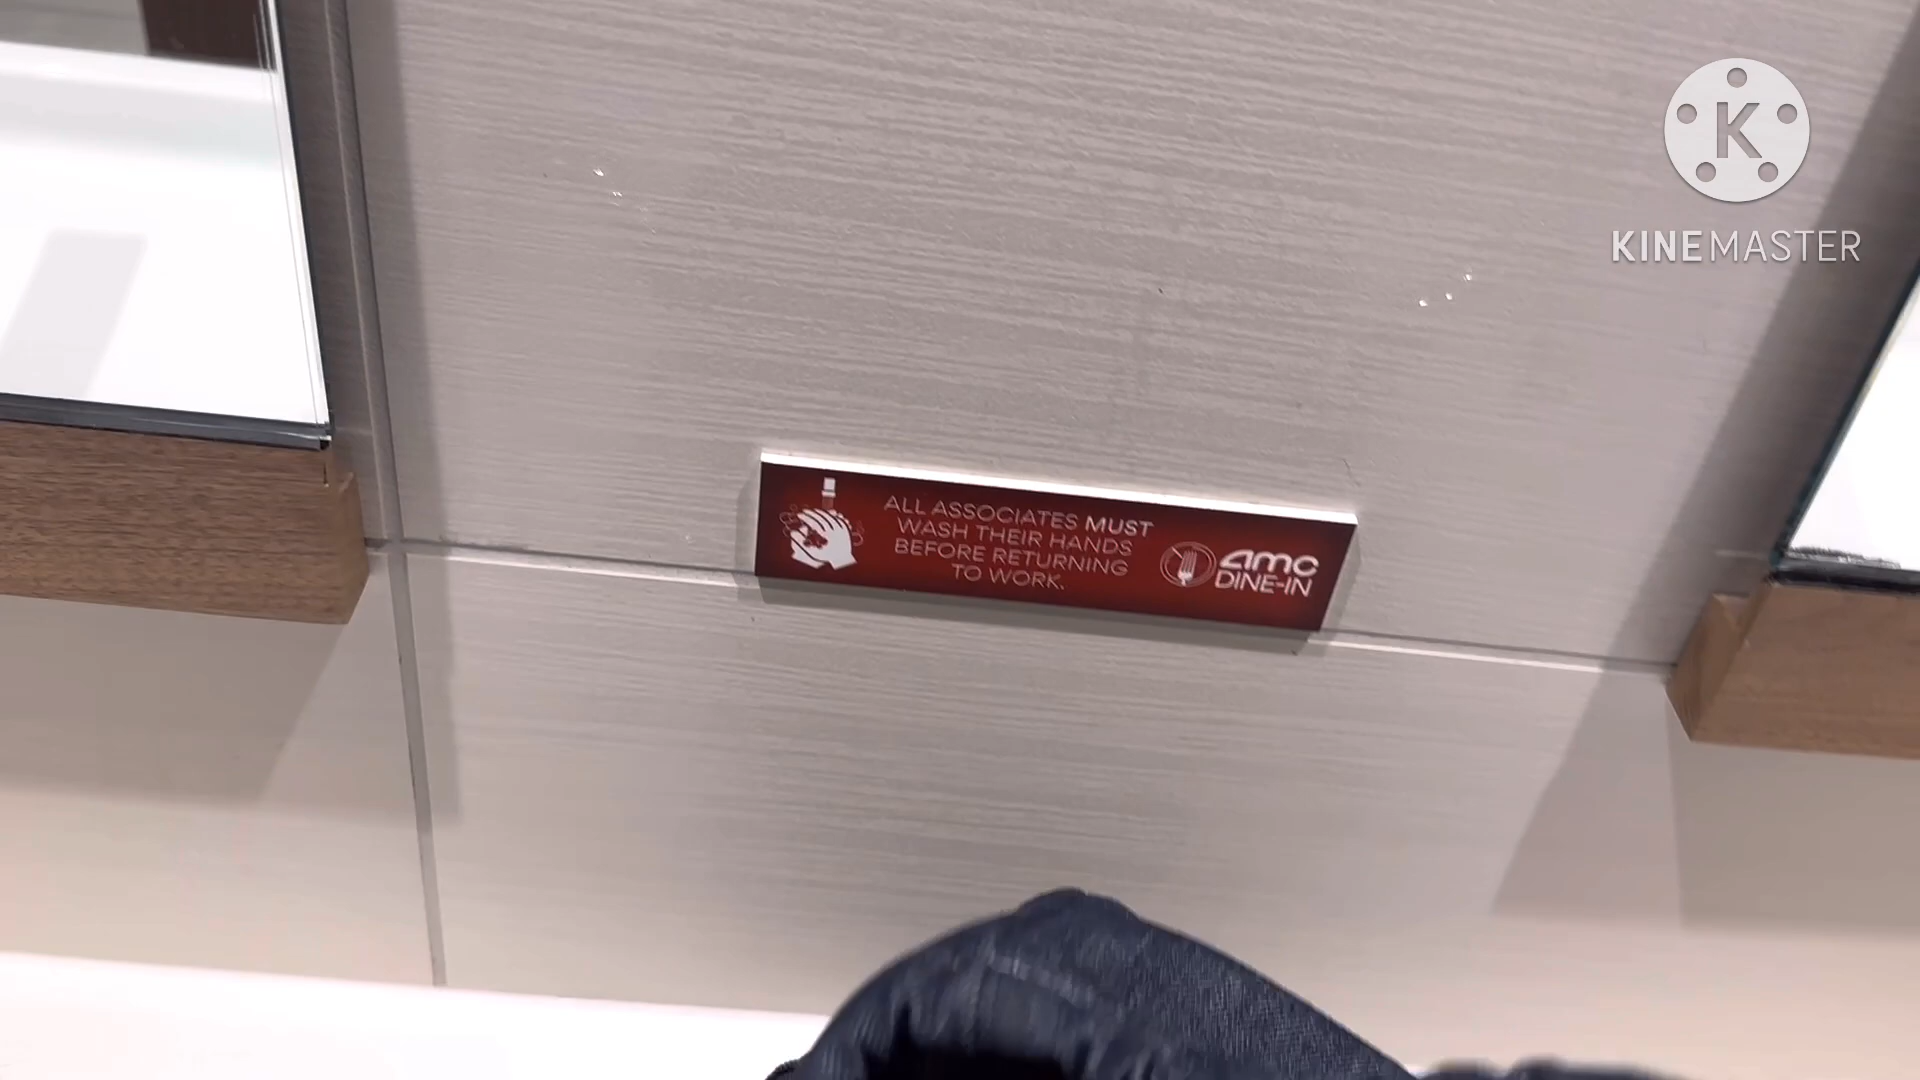 K
KINEMASTER
ALL ASSOCIATES MUST
WASH THEIR HANDS
BEFORE RETURNING
TO WORK.
amc
DINE-IN